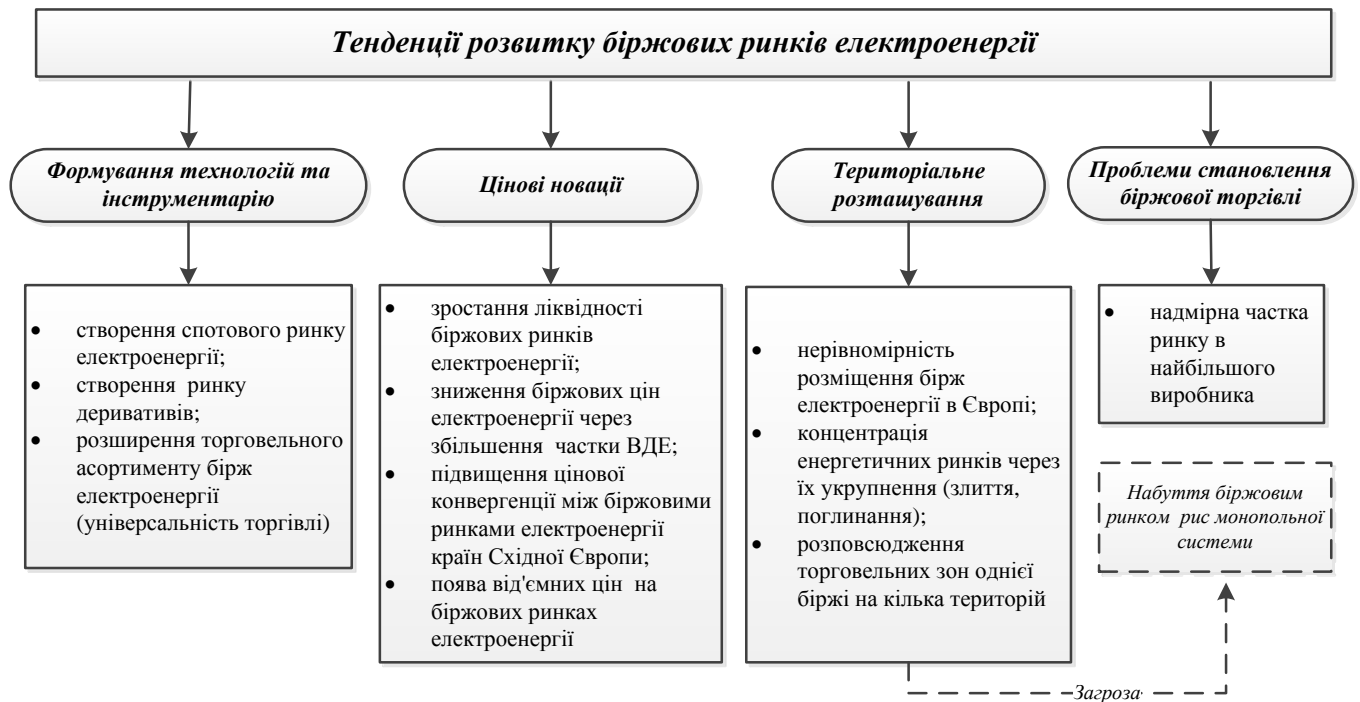 Тенденції розвитку біржових ринків електроенергії
Формування технологій та
інструментарію
Цінові новації
Територіальне
розташування
Проблеми становлення
біржової торгівлі
• створення спотового ринку
електроенергії;
• створення ринку
деривативів;
• розширення торговельного
асортименту бірж
електроенергії
(універсальність торгівлі)
• зростання ліквідності
біржових ринків
електроенергії;
• зниження біржових цін
електроенергії через
збільшення частки ВДЕ;
• підвищення цінової
конвергенції між біржовими
ринками електроенергії
країн Східної Європи;
• поява від'ємних цін на
біржових ринках
електроенергії
• нерівномірність
розміщення бірж
електроенергії в Європі;
• концентрація
енергетичних ринків через
їх укрупнення (злиття,
поглинання);
• розповсюдження
торговельних зон однієї
біржі на кілька територій
• надмірна частка
ринку в
найбільшого
виробника
Набуття біржовим
ринком рис монопольної
системи
Загроза